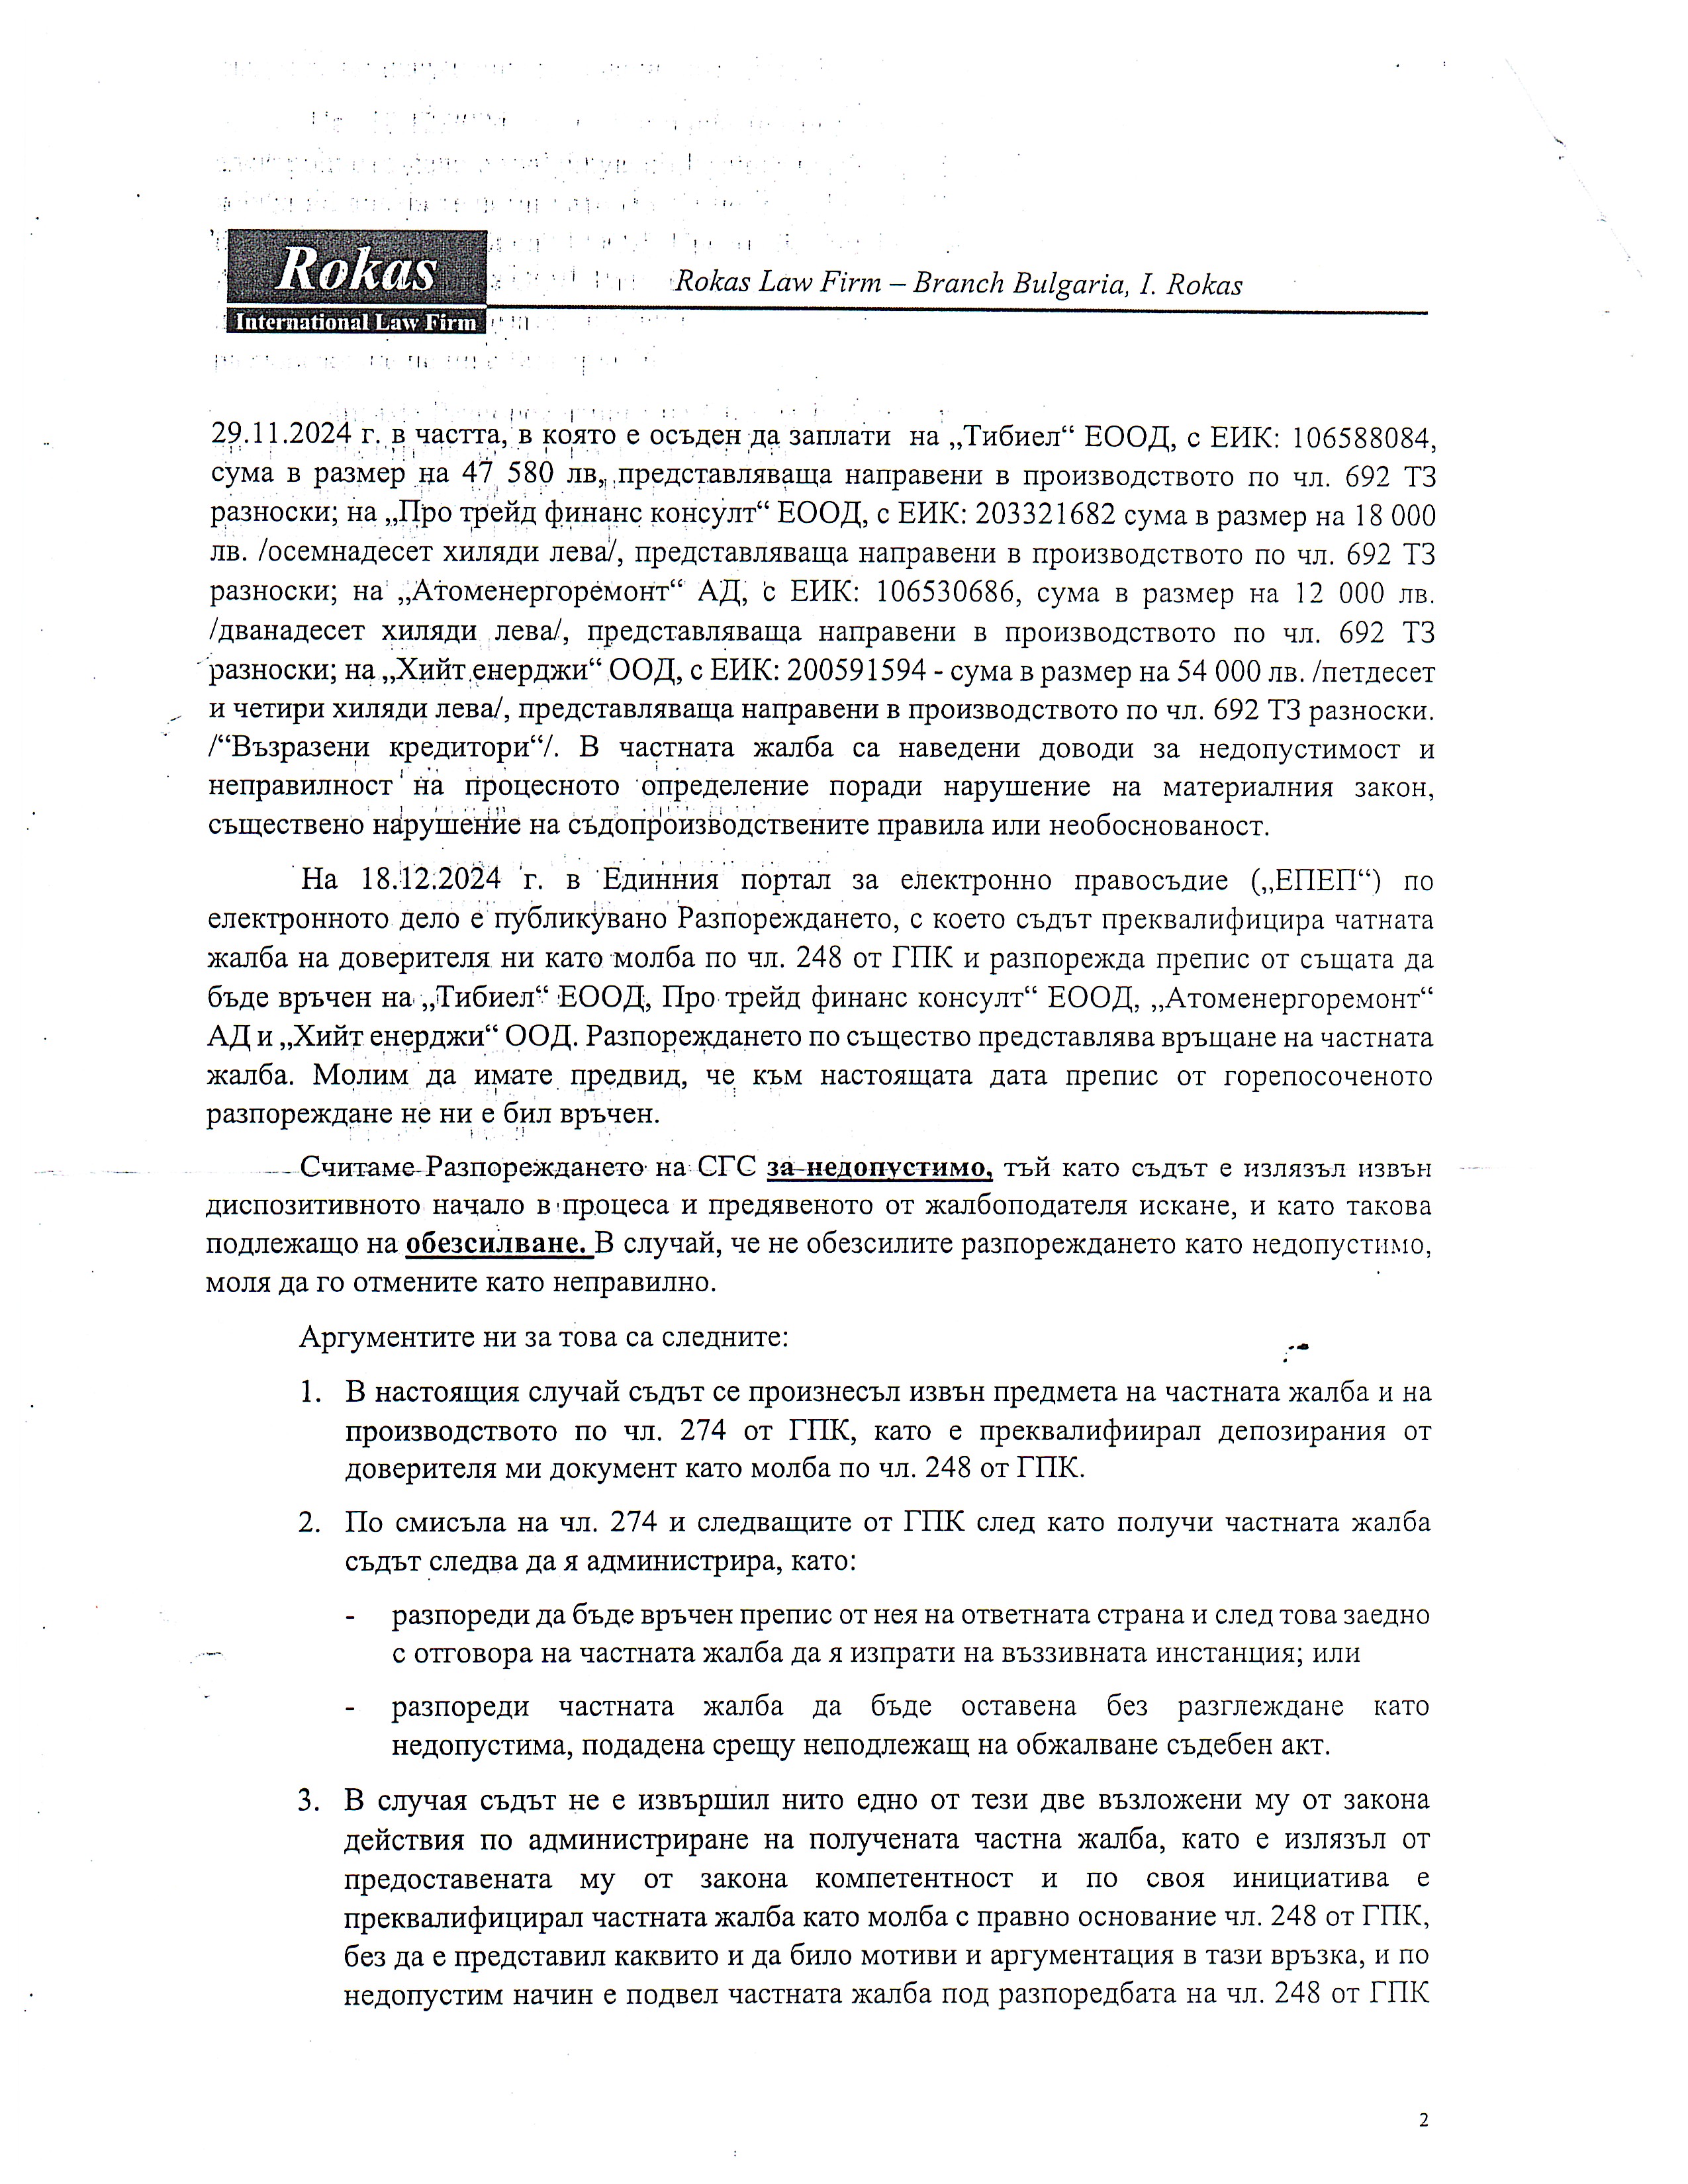 Rokas
International Law Firm
Rokas Law Firm – Branch Bulgaria, I. Rokas
29.11.2024 г. в частта, в която е осъден да заплати на „Тибиел“ ЕООД, с ЕИК: 106588084,
сума в размер на 47 580 лв., представляваща направени в производството по чл. 692 ТЗ
разноски; на „Про трейд финанс консулт“ ЕООД, с ЕИК: 203321682 сума в размер на 18 000
лв. /осемнадесет хиляди лева/, представляваща направени в производството по чл. 692 ТЗ
разноски; на „Атоменергоремонт“ АД, с ЕИК: 106530686, сума в размер на 12 000 лв.
/дванадесет хиляди лева/, представляваща направени в производството по чл. 692 ТЗ
разноски; на „Хийт енерджи“ ООД, с ЕИК: 200591594 - сума в размер на 54 000 лв. /петдесет
и четири хиляди лева/, представляваща направени в производството по чл. 692 ТЗ разноски.
/“Възразени кредитори“/. В частната жалба са наведени доводи за недопустимост и
неправилност на процесното определение поради нарушение на материалния закон,
съществено нарушение на съдопроизводствените правила или необоснованост.
На 18.12.2024 г. в Единния портал за електронно правосъдие („ЕПЕП“) по
електронното дело е публикувано Разпореждането, с което съдът преквалифицира чатната
жалба на доверителя ни като молба по чл. 248 от ГПК и разпорежда препис от същата да
бъде връчен на „Тибиел“ ЕООД, Про трейд финанс консулт“ ЕООД, „Атоменергоремонт“
АД и „Хийт енерджи“ ООД. Разпореждането по същество представлява връщане на частната
жалба. Молим да имате предвид, че към настоящата дата препис от горепосоченото
разпореждане не ни е бил връчен.
Считаме Разпореждането на СГС за недопустимо, тъй като съдът е излязъл извън
диспозитивното начало в процеса и предявеното от жалбоподателя искане, и като такова
подлежащо на обезсилване. В случай, че не обезсилите разпореждането като недопустимо,
моля да го отмените като неправилно.
Аргументите ни за това са следните:
1. В настоящия случай съдът се произнесъл извън предмета на частната жалба и на
производството по чл. 274 от ГПК, като е преквалифиирал депозирания от
доверителя ми документ като молба по чл. 248 от ГПК.
2. По смисъла на чл. 274 и следващите от ГПК след като получи частната жалба
съдът следва да я администрира, като:
- разпореди да бъде връчен препис от нея на ответната страна и след това заедно
с отговора на частната жалба да я изпрати на въззивната инстанция; или
- разпореди частната жалба да бъде оставена без разглеждане като
недопустима, подадена срещу неподлежащ на обжалване съдебен акт.
3. В случая съдът не е извършил нито едно от тези две възложени му от закона
действия по администриране на получената частна жалба, като е излязъл от
предоставената му от закона компетентност и по своя инициатива е
преквалифицирал частната жалба като молба с правно основание чл. 248 от ГПК,
без да е представил каквито и да било мотиви и аргументация в тази връзка, и по
недопустим начин е подвел частната жалба под разпоредбата на чл. 248 от ГПК
2